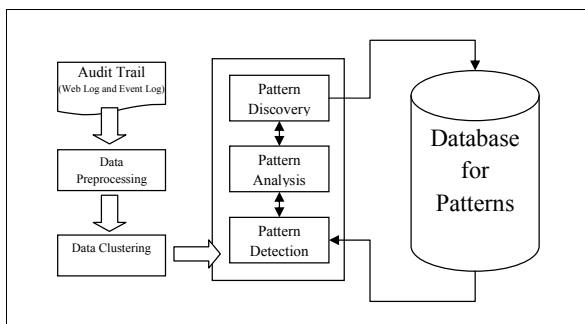 Audit Trail
(Web Log and Event Log)
Data
Preprocessing
Data Clustering
Pattern
Discovery
Pattern
Analysis
Pattern
Detection
Database
for
Patterns